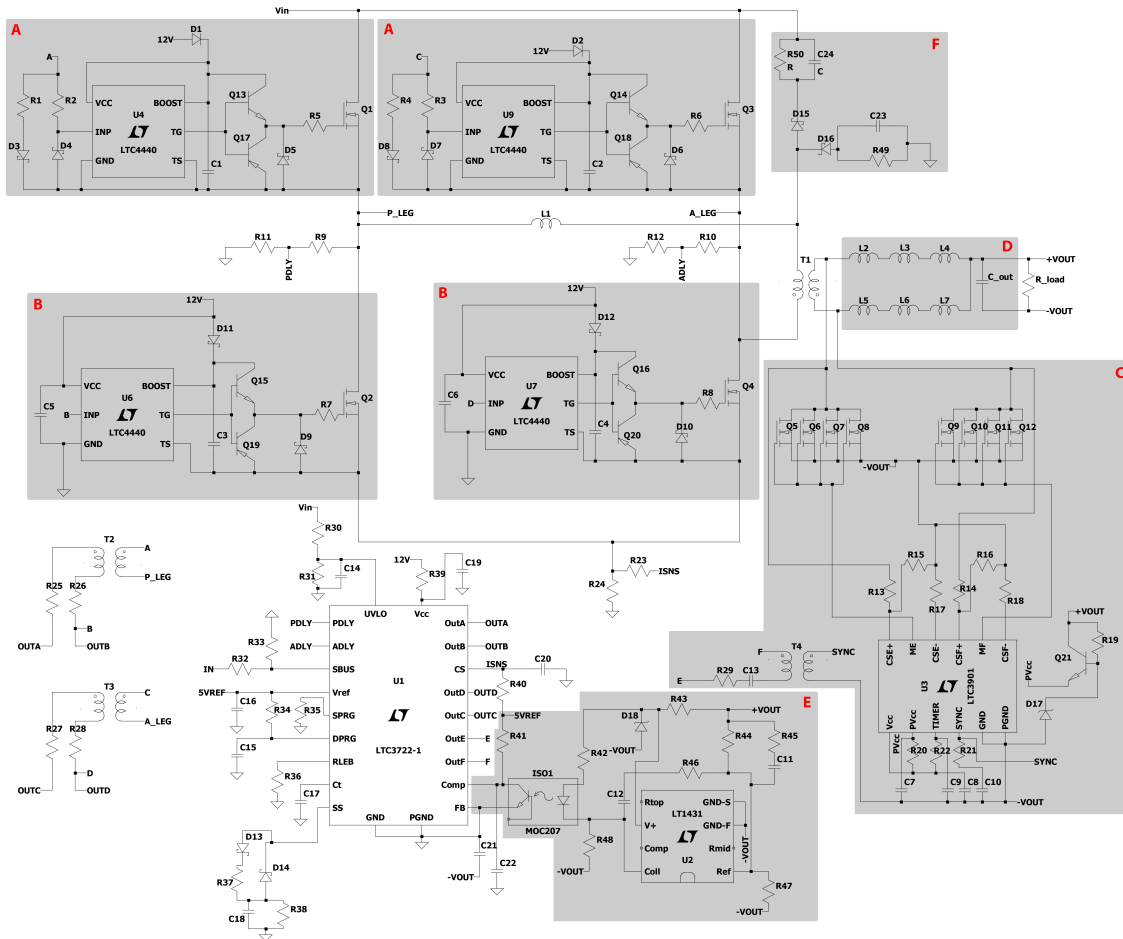 Vin
A
D1
12V
A
R1
R2
VCC
BOOST
U4
INP
TG
LTC4440
GND
TS
D3
D4
C1
Q13
Q17
D5
R5
Q1
A
D2
12V
C
R4
R3
VCC
BOOST
U9
INP
TG
LTC4440
GND
TS
D8
D7
C2
Q14
Q18
D6
R6
Q3
F
R50
R
C24
C
D15
D16
C23
R49
P_LEG
L1
A_LEG
R11
R9
PDLY
R12
R10
ADLY
T1
D
L2
L3
L4
L5
L6
L7
C_out
+VOUT
R_load
-VOUT
B
12V
D11
VCC
BOOST
U6
B
INP
TG
LTC4440
GND
TS
C5
C3
Q15
Q19
D9
R7
Q2
B
12V
D12
VCC
BOOST
U7
D
INP
TG
LTC4440
GND
TS
C6
C4
Q16
Q20
D10
R8
Q4
C
Q5
Q6
Q7
Q8
Q9
Q10
Q11
Q12
-VOUT
R15
R16
R13
R17
R14
R18
CSE+
ME
CSE-
CSF+
MF
CSF-
U3
LTC3901
Vcc
PVcc
TIMER
SYNC
GND
PGND
+VOUT
R19
Q21
PVcc
D17
PVcc
R20
R22
R21
SYNC
C7
C9
C8
C10
-VOUT
T4
F
SYNC
E
R29
C13
T2
A
P_LEG
R25
R26
B
OUTA
OUTB
T3
C
A_LEG
R27
R28
D
OUTC
OUTD
Vin
R30
R31
C14
12V
R39
C19
R23
ISNS
R24
UVLO
Vcc
PDLY
PDLY
ADLY
ADLY
SBUS
Vref
SPRG
DPRG
RLEB
Ct
SS
U1
LTC3722-1
OutA
OUTA
OutB
OUTB
CS
ISNS
C20
OutD
OUTD
OutC
OUTC
OutE
E
OutF
F
Comp
FB
GND
PGND
R33
IN
R32
5VREF
C16
R34
R35
C15
R36
C17
D13
D14
R37
C18
R38
R40
5VREF
R41
C21
-VOUT
C22
E
R42
D18
-VOUT
R43
+VOUT
R44
R45
C11
R46
C12
ISO1
MOC207
R48
-VOUT
Rtop
GND-S
LT1431
V+
GND-F
Comp
Rmid
U2
Coll
Ref
-VOUT
R47
-VOUT